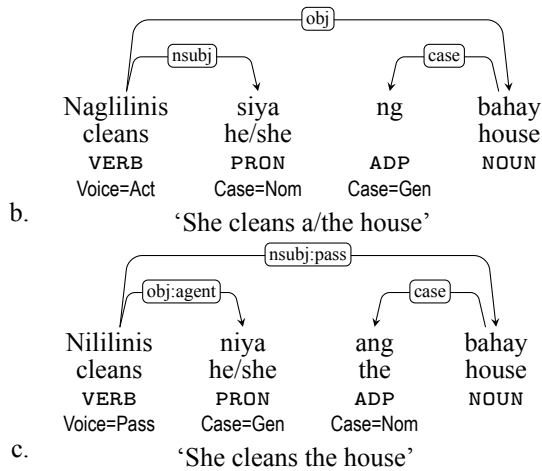 obj
nsubj case
Naglilinis siya ng bahay
cleans he/she house
VERB PRON ADP NOUN
Voice=Act Case=Nom Case=Gen
b. 'She cleans a/the house'
nsubj:pass
obj:agent case
Nililinis niya ang bahay
cleans he/she the house
VERB PRON ADP NOUN
Voice=Pass Case=Gen Case=Nom
c. 'She cleans the house'